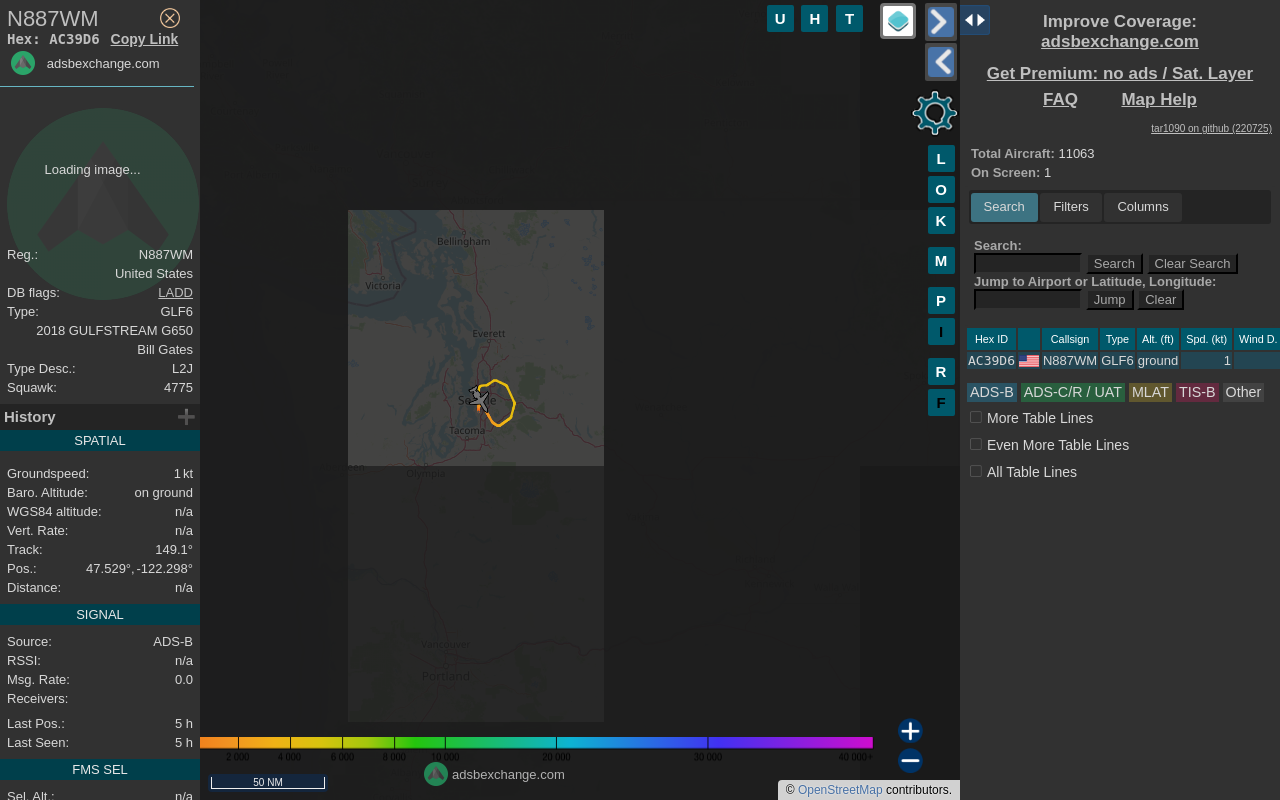 N887WM
Hex: AC39D6 Copy Link
adsbexchange.com
Loading image...
Reg.: N887WM
United States
DB flags: LADD
Type: GLF6
2018 GULFSTREAM G650
Bill Gates
Type Desc.: L2J
Squawk: 4775
History
SPATIAL
Groundspeed: 1 kt
Baro. Altitude: on ground
WGS84 altitude: n/a
Vert. Rate: n/a
Track: 149.1°
Pos.: 47.529°, -122.298°
Distance: n/a
SIGNAL
Source: ADS-B
RSSI: n/a
Msg. Rate: 0.0
Receivers:
Last Pos.: 5 h
Last Seen: 5 h
FMS SEL
Sel. Alt.: n/a
U H T
L
O
K
M
P
I
R
F
Bellingham
Victoria
Everett
Tacoma
Olympia
Vancouver
Portland
2 000 4 000 6 000 8 000 10 000 20 000 30 000 40 000+
50 NM
adsbexchange.com
© OpenStreetMap contributors.
Improve Coverage:
adsbexchange.com
Get Premium: no ads / Sat. Layer
FAQ Map Help
tar1090 on github (220725)
Total Aircraft: 11063
On Screen: 1
Search Filters Columns
Search:
Search Clear Search
Jump to Airport or Latitude, Longitude:
Jump Clear
Hex ID Callsign Type Alt. (ft) Spd. (kt) Wind D.
AC39D6 N887WM GLF6 ground 1
ADS-B ADS-C/R / UAT MLAT TIS-B Other
More Table Lines
Even More Table Lines
All Table Lines